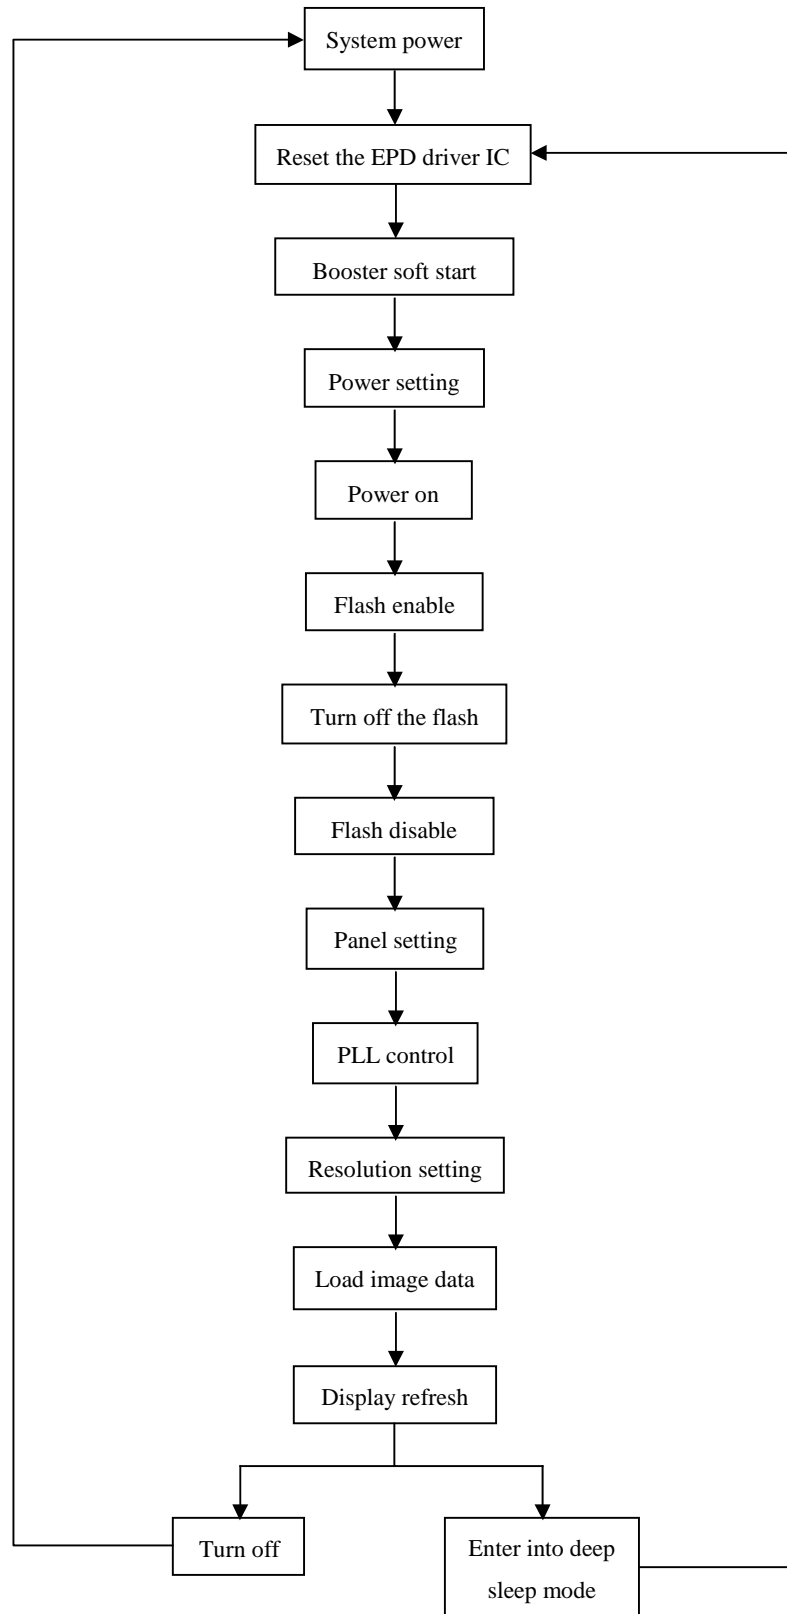 System power
Reset the EPD driver IC
Booster soft start
Power setting
Power on
Flash enable
Turn off the flash
Flash disable
Panel setting
PLL control
Resolution setting
Load image data
Display refresh
Turn off
Enter into deep
sleep mode